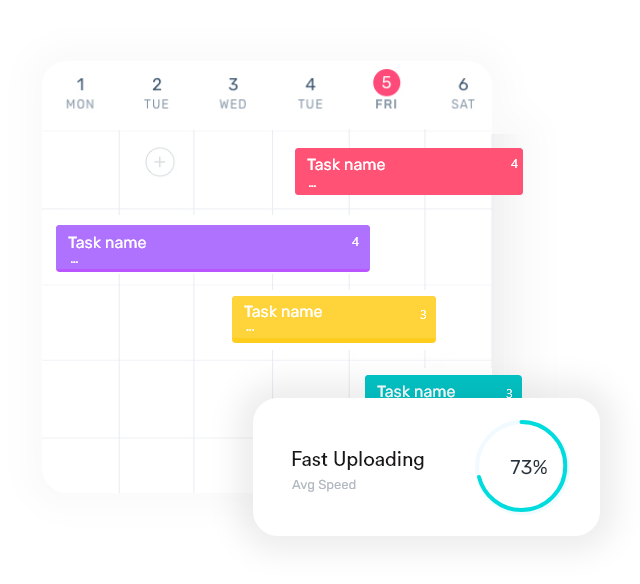 1 2 3 4 5 6
MON TUE WED TUE FRI SAT
Task name 4
...
Task name 4
...
Task name 3
...
Task name 3
Fast Uploading
Avg Speed
73%